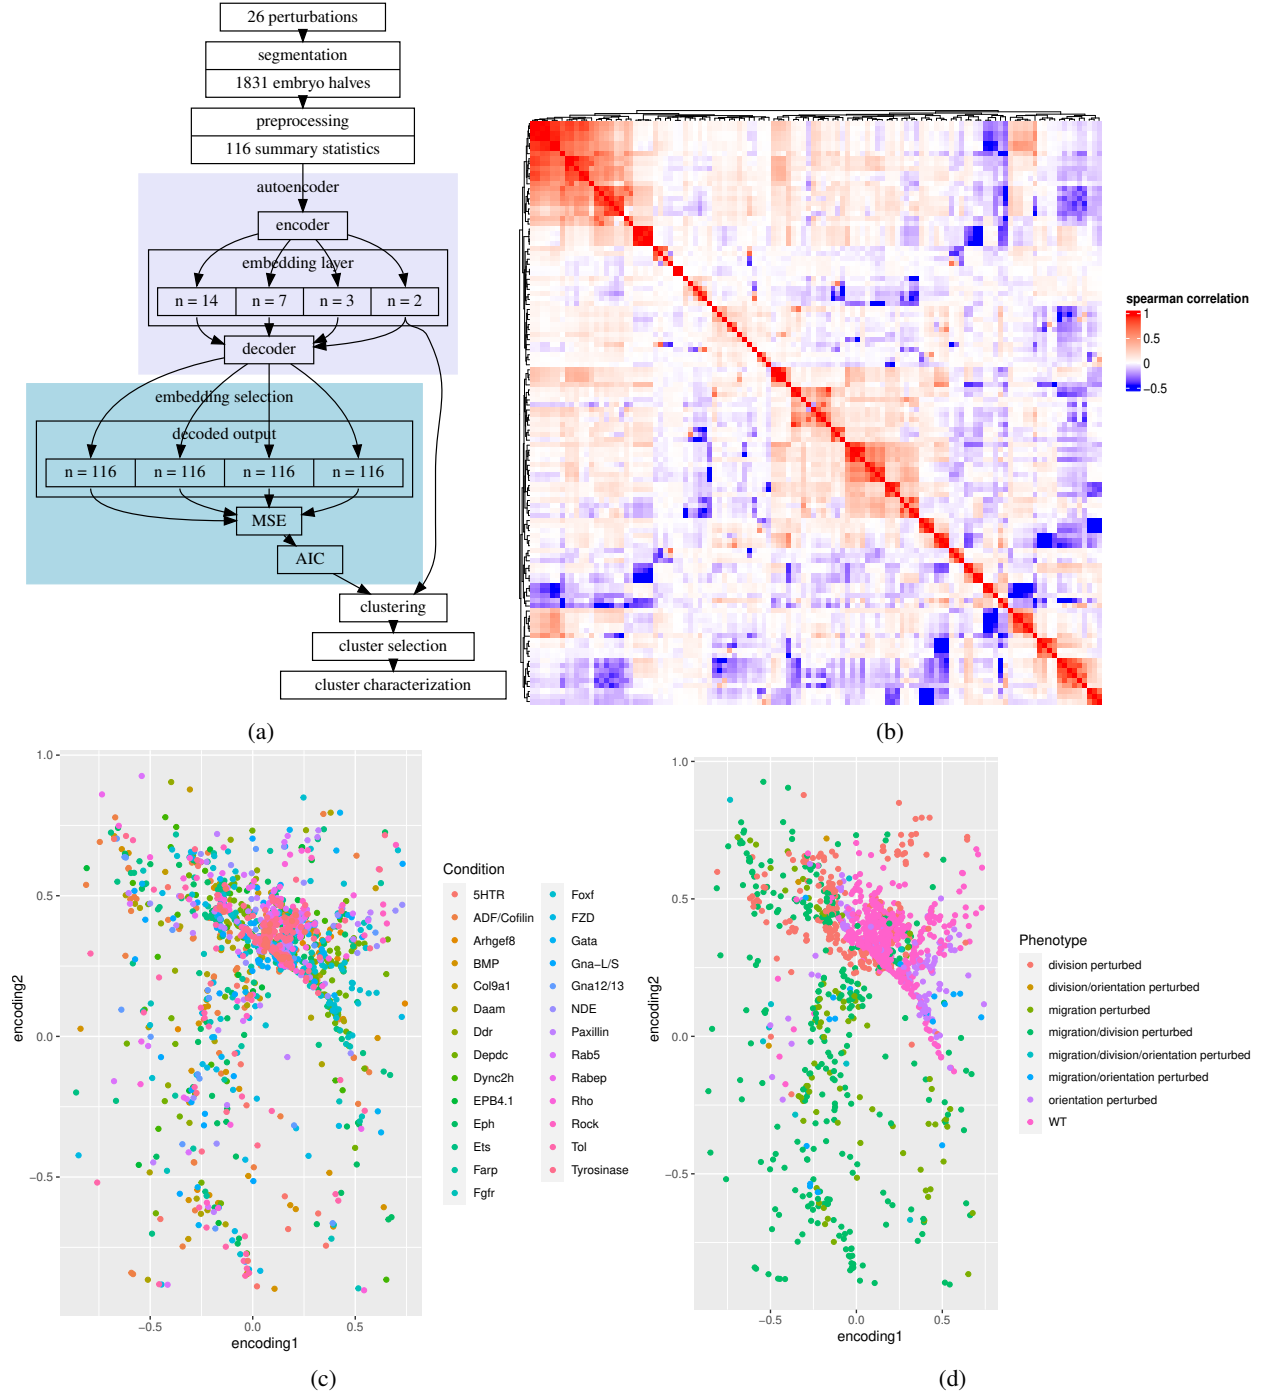 26 perturbations
segmentation
1831 embryo halves
preprocessing
116 summary statistics
autoencoder
encoder
embedding layer
n = 14
n = 7
n = 3
n = 2
decoder
embedding selection
decoded output
n = 116
n = 116
n = 116
n = 116
MSE
AIC
clustering
cluster selection
cluster characterization
(a)
spearman correlation
1
0.5
0
−0.5
(b)
1.0
0.5
0.0
−0.5
encoding2
−0.5
0.0
0.5
encoding1
Condition
5HTR
ADF/Cofilin
Arhgef8
BMP
Col9a1
Daam
Ddr
Depdc
Dync2h
EPB4.1
Eph
Ets
Farp
Fgfr
Foxf
FZD
Gata
Gna−L/S
Gna12/13
NDE
Paxillin
Rab5
Rabep
Rho
Rock
Tol
Tyrosinase
(c)
1.0
0.5
0.0
−0.5
encoding2
−0.5
0.0
0.5
encoding1
Phenotype
division perturbed
division/orientation perturbed
migration perturbed
migration/division perturbed
migration/division/orientation perturbed
migration/orientation perturbed
orientation perturbed
WT
(d)